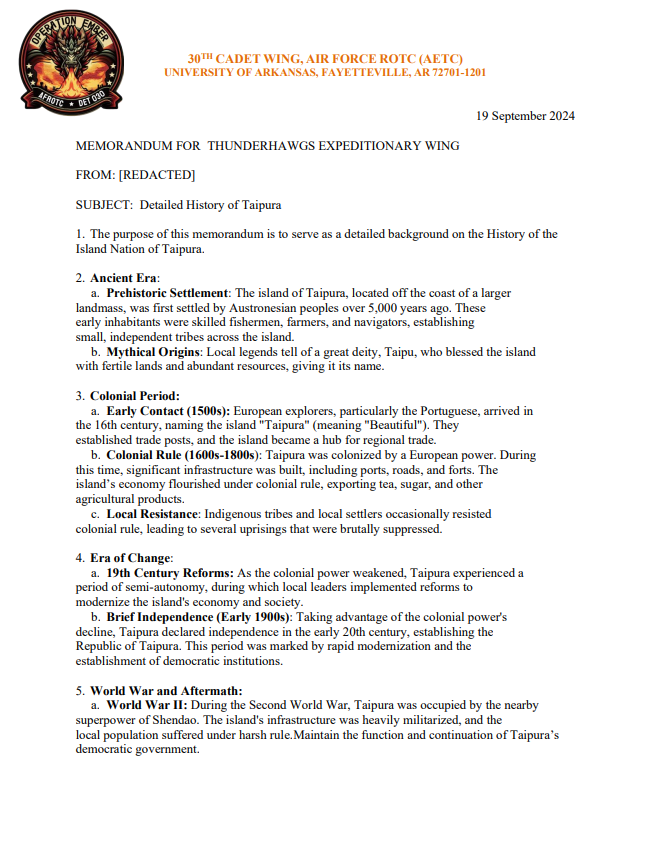 OPERATION EMBER
AFROTC ★ DET 030
30TH CADET WING, AIR FORCE ROTC (AETC)
UNIVERSITY OF ARKANSAS, FAYETTEVILLE, AR 72701-1201
19 September 2024
MEMORANDUM FOR THUNDERHAWGS EXPEDITIONARY WING
FROM: [REDACTED]
SUBJECT: Detailed History of Taipura
1. The purpose of this memorandum is to serve as a detailed background on the History of the
Island Nation of Taipura.
2. Ancient Era:
a. Prehistoric Settlement: The island of Taipura, located off the coast of a larger
landmass, was first settled by Austronesian peoples over 5,000 years ago. These
early inhabitants were skilled fishermen, farmers, and navigators, establishing
small, independent tribes across the island.
b. Mythical Origins: Local legends tell of a great deity, Taipu, who blessed the island
with fertile lands and abundant resources, giving it its name.
3. Colonial Period:
a. Early Contact (1500s): European explorers, particularly the Portuguese, arrived in
the 16th century, naming the island "Taipura" (meaning "Beautiful"). They
established trade posts, and the island became a hub for regional trade.
b. Colonial Rule (1600s-1800s): Taipura was colonized by a European power. During
this time, significant infrastructure was built, including ports, roads, and forts. The
island’s economy flourished under colonial rule, exporting tea, sugar, and other
agricultural products.
c. Local Resistance: Indigenous tribes and local settlers occasionally resisted
colonial rule, leading to several uprisings that were brutally suppressed.
4. Era of Change:
a. 19th Century Reforms: As the colonial power weakened, Taipura experienced a
period of semi-autonomy, during which local leaders implemented reforms to
modernize the island's economy and society.
b. Brief Independence (Early 1900s): Taking advantage of the colonial power's
decline, Taipura declared independence in the early 20th century, establishing the
Republic of Taipura. This period was marked by rapid modernization and the
establishment of democratic institutions.
5. World War and Aftermath:
a. World War II: During the Second World War, Taipura was occupied by the nearby
superpower of Shendao. The island's infrastructure was heavily militarized, and the
local population suffered under harsh rule.Maintain the function and continuation of Taipura’s
democratic government.